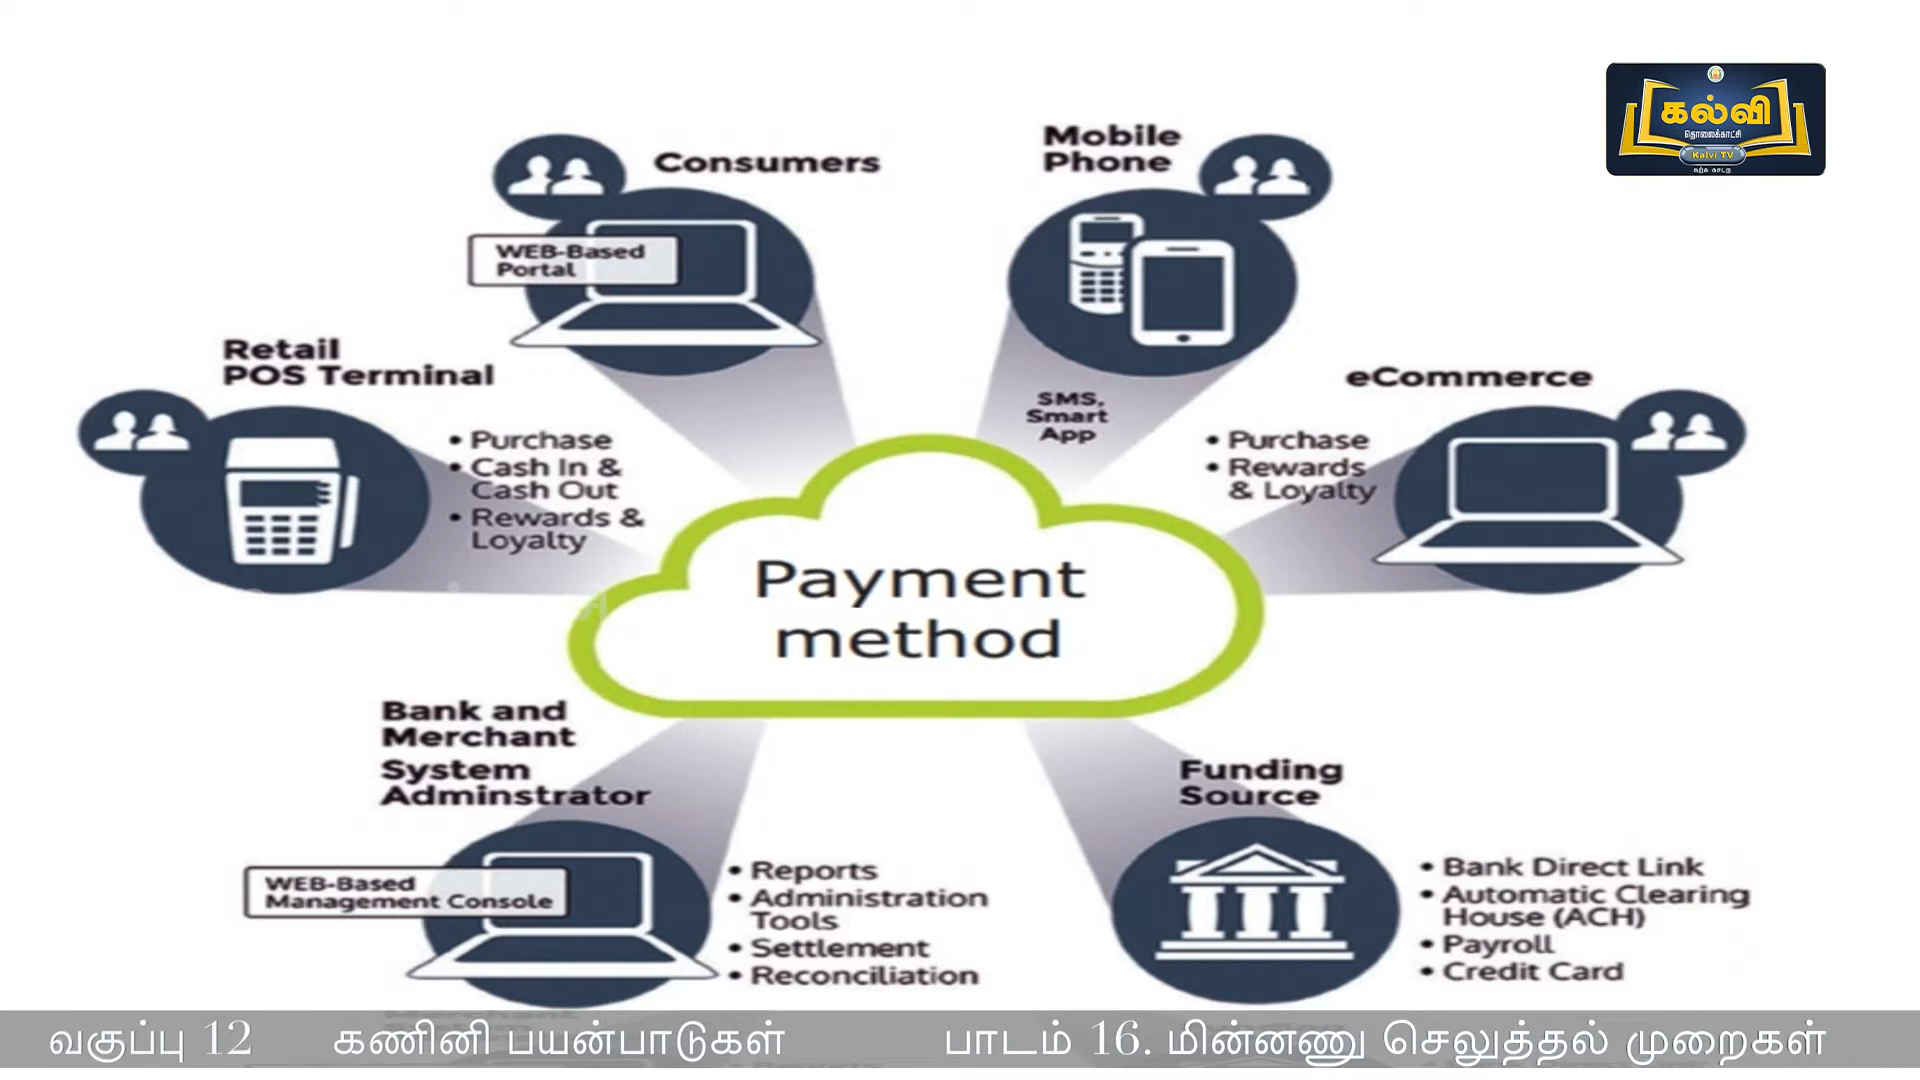 கல்வி
தொலைக்காட்சி
Kalvi TV
கற்க கசடற
Consumers
WEB-Based
Portal
Mobile
Phone
SMS,
Smart
App
Retail
POS Terminal
• Purchase
• Cash In &
Cash Out
• Rewards &
Loyalty
eCommerce
• Purchase
• Rewards
& Loyalty
Payment
method
Bank and
Merchant
System
Adminstrator
WEB-Based
Management Console
• Reports
• Administration
Tools
• Settlement
• Reconciliation
Funding
Source
• Bank Direct Link
• Automatic Clearing
House (ACH)
• Payroll
• Credit Card
வகுப்பு 12 கணினி பயன்பாடுகள் பாடம் 16. மின்னணு செலுத்தல் முறைகள்